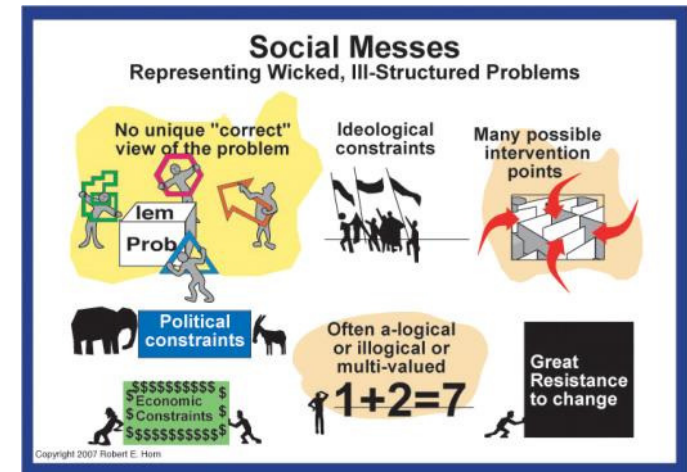 Social Messes
Representing Wicked, Ill-Structured Problems
No unique "correct"
view of the problem
lem
Prob
Ideological
constraints
Many possible
intervention
points
Political
constraints
$$$$$$$$$$
$Economic $
$Constraints $
$$$$$$$$$$$
Often a-logical
or illogical or
multi-valued
1+2=7
Great
Resistance
to change
Copyright 2007 Robert E. Horn